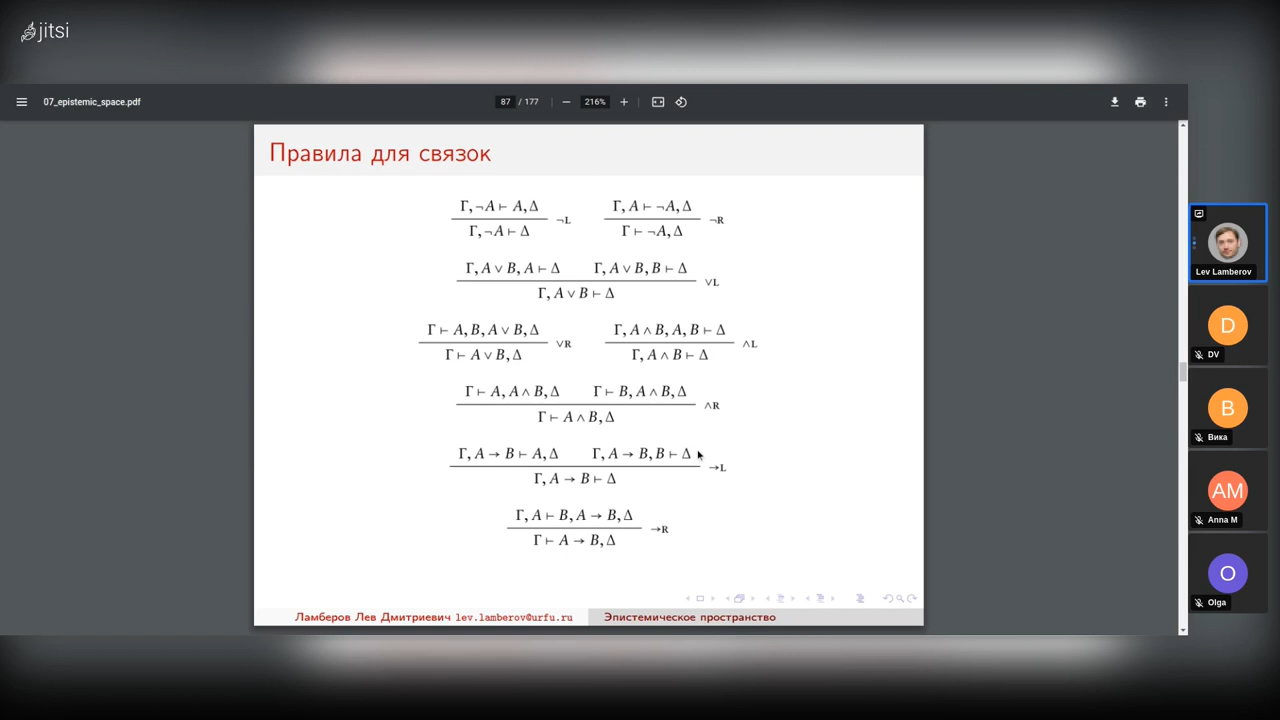 jitsi
07_epistemic_space.pdf 87 / 177 216%
Правила для связок
Γ, ¬A ⊢ A, Δ Γ, A ⊢ ¬A, Δ
¬L ¬R
Γ, ¬A ⊢ Δ Γ ⊢ ¬A, Δ
Γ, A ∨ B, A ⊢ Δ Γ, A ∨ B, B ⊢ Δ
∨L
Γ, A ∨ B ⊢ Δ
Γ ⊢ A, B, A ∨ B, Δ Γ, A ∧ B, A, B ⊢ Δ
∨R ∧L
Γ ⊢ A ∨ B, Δ Γ, A ∧ B ⊢ Δ
Γ ⊢ A, A ∧ B, Δ Γ ⊢ B, A ∧ B, Δ
∧R
Γ ⊢ A ∧ B, Δ
Γ, A → B ⊢ A, Δ Γ, A → B, B ⊢ Δ
→L
Γ, A → B ⊢ Δ
Γ, A ⊢ B, A → B, Δ
→R
Γ ⊢ A → B, Δ
Ламберов Лев Дмитриевич lev.lamberov@urfu.ru Эпистемическое пространство
Lev Lamberov
D
DV
В
Вика
AM
Anna M
O
Olga